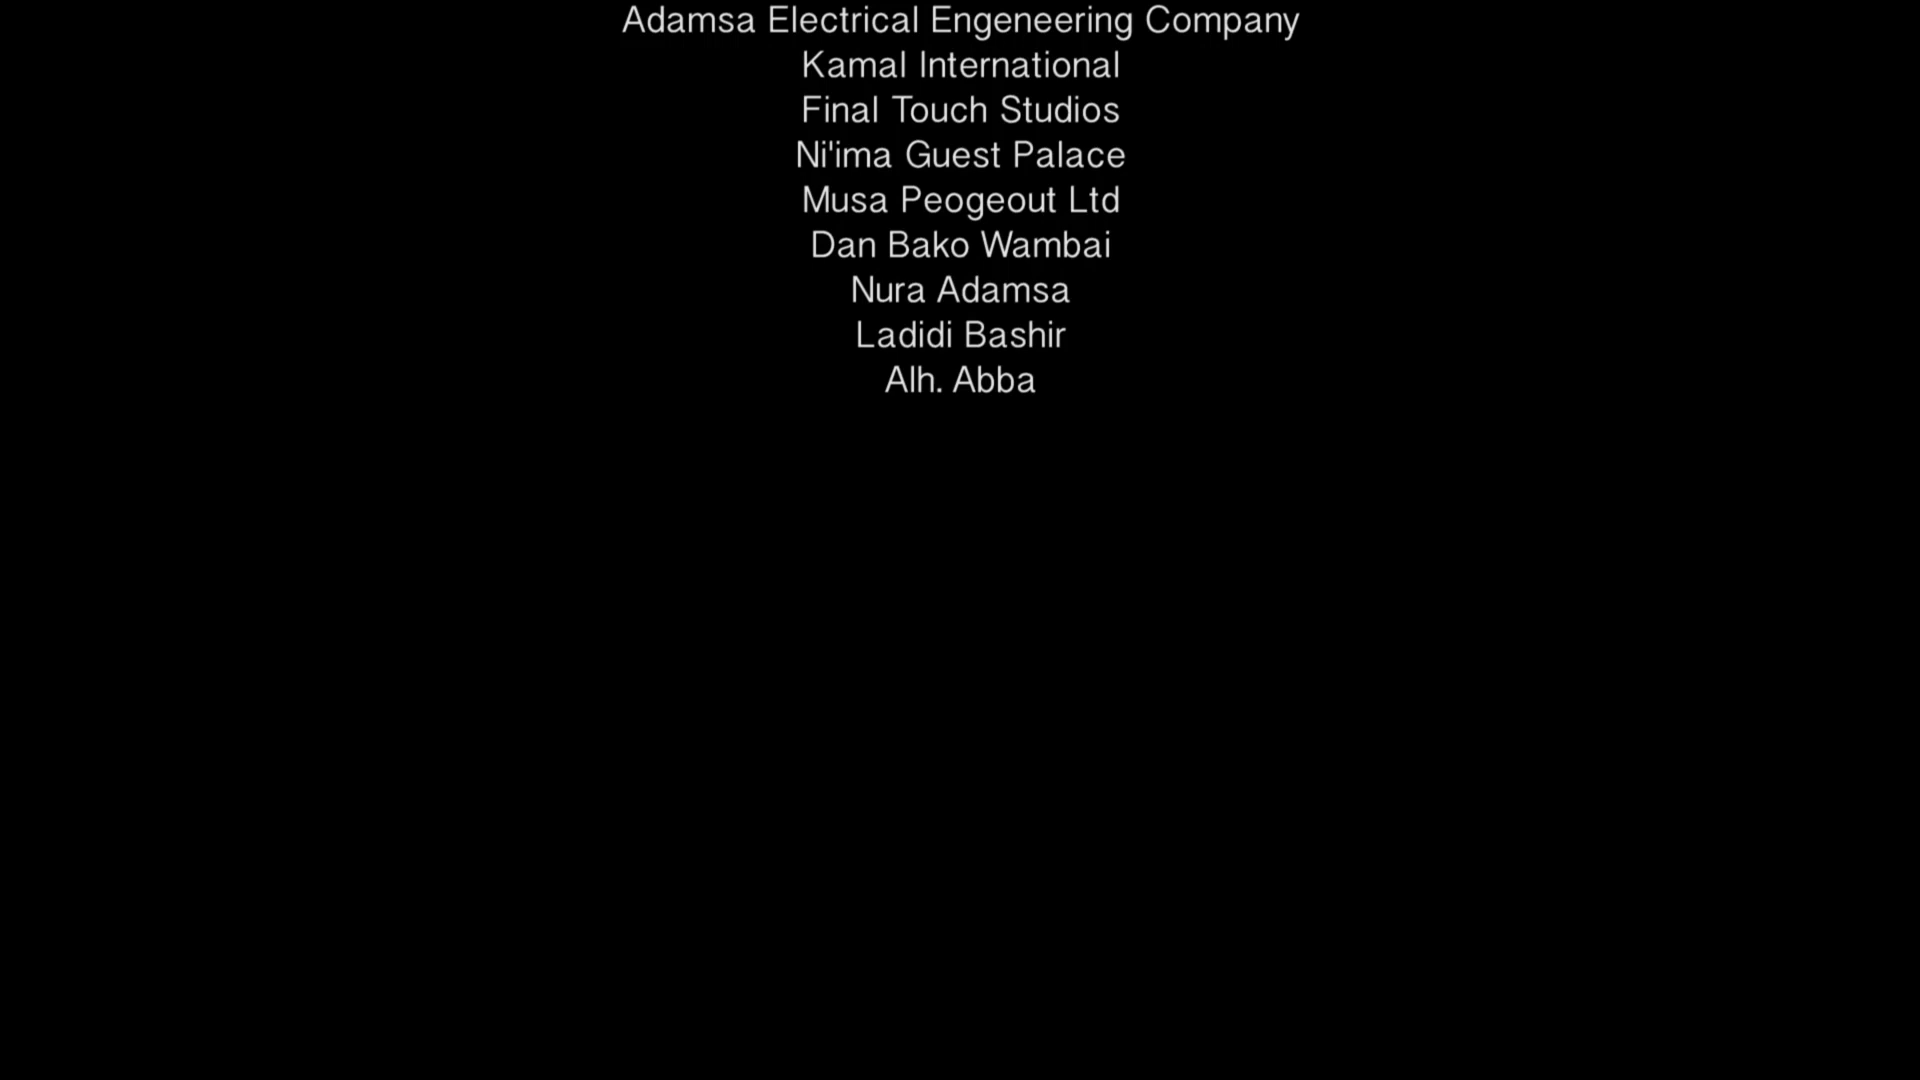 Adamsa Electrical Engeneering Company
Kamal International
Final Touch Studios
Ni'ima Guest Palace
Musa Peogeout Ltd
Dan Bako Wambai
Nura Adamsa
Ladidi Bashir
Alh. Abba